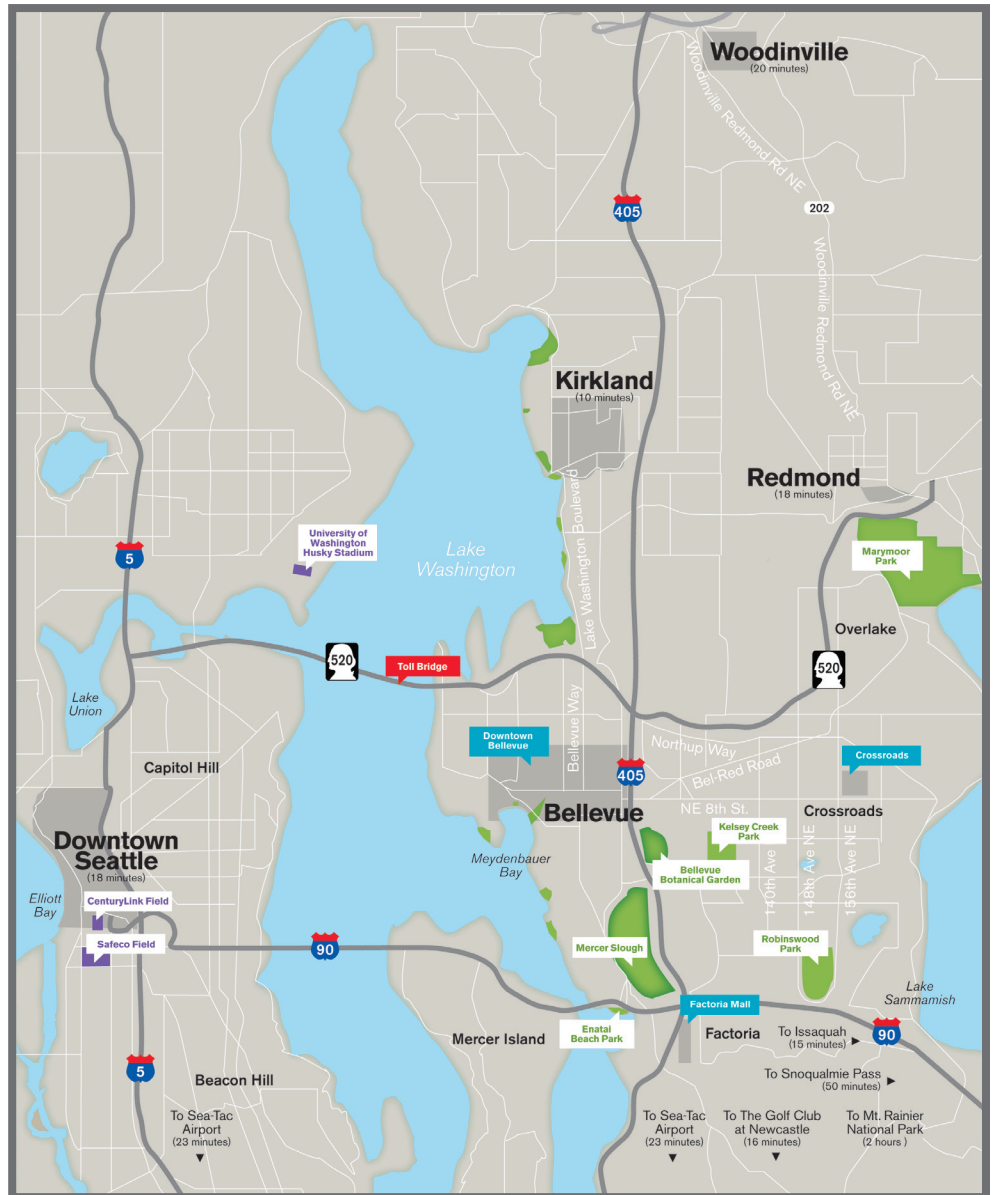 Woodinville
(20 minutes)
Woodinville Redmond Rd NE
405
202
Woodinville Redmond Rd NE
Kirkland
(10 minutes)
Redmond
(18 minutes)
University of
Washington
Husky Stadium
Lake
Washington
Lake Washington Boulevard
5
Marymoor
Park
Overlake
520
Toll Bridge
520
Lake
Union
Downtown
Bellevue
Bellevue Way
Northup Way
Crossroads
Bel-Red Road
405
Capitol Hill
NE 8th St.
Crossroads
Bellevue
Downtown
Seattle
(18 minutes)
Kelsey Creek
Park
Meydenbauer
Bay
Bellevue
Botanical Garden
140th Ave
148th Ave NE
156th Ave NE
Elliott
Bay
CenturyLink Field
Safeco Field
90
Mercer Slough
Robinswood
Park
Lake
Sammamish
Factoria Mall
Enatai
Beach Park
Mercer Island
Factoria
To Issaquah
(15 minutes)
90
5
Beacon Hill
To Snoqualmie Pass
(50 minutes)
To Sea-Tac
Airport
(23 minutes)
To Sea-Tac
Airport
(23 minutes)
To The Golf Club
at Newcastle
(16 minutes)
To Mt. Rainier
National Park
(2 hours )